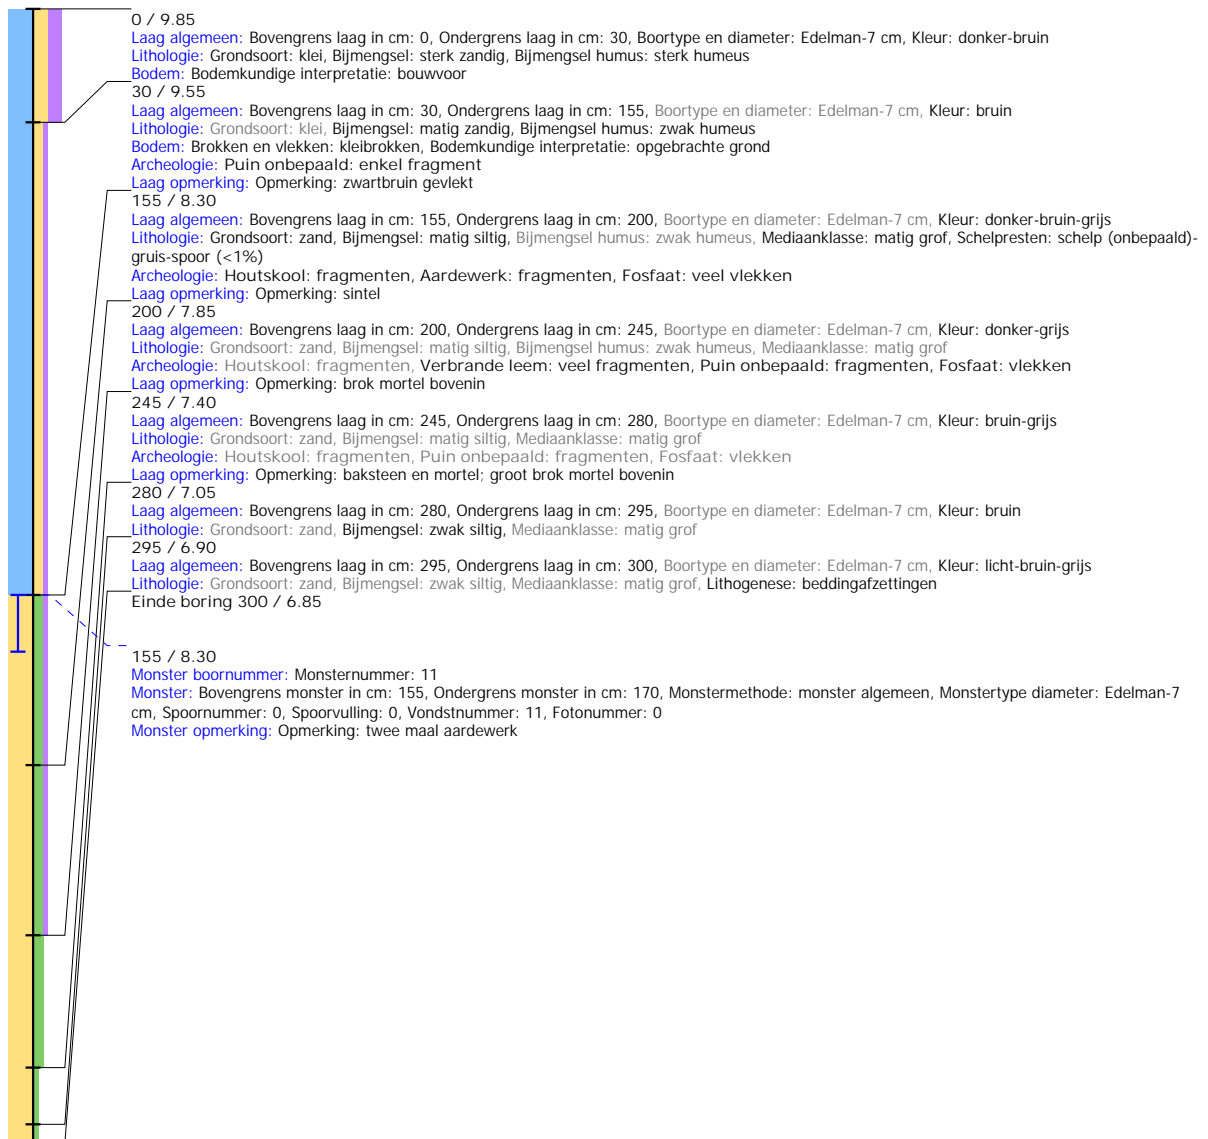 0 / 9.85
Laag algemeen: Bovengrens laag in cm: 0, Ondergrens laag in cm: 30, Boortype en diameter: Edelman-7 cm, Kleur: donker-bruin
Lithologie: Grondsoort: klei, Bijmengsel: sterk zandig, Bijmengsel humus: sterk humeus
Bodem: Bodemkundige interpretatie: bouwvoor
30 / 9.55
Laag algemeen: Bovengrens laag in cm: 30, Ondergrens laag in cm: 155, Boortype en diameter: Edelman-7 cm, Kleur: bruin
Lithologie: Grondsoort: klei, Bijmengsel: matig zandig, Bijmengsel humus: zwak humeus
Bodem: Brokken en vlekken: kleibrokken, Bodemkundige interpretatie: opgebrachte grond
Archeologie: Puin onbepaald: enkel fragment
Laag opmerking: Opmerking: zwartbruin gevlekt
155 / 8.30
Laag algemeen: Bovengrens laag in cm: 155, Ondergrens laag in cm: 200, Boortype en diameter: Edelman-7 cm, Kleur: donker-bruin-grijs
Lithologie: Grondsoort: zand, Bijmengsel: matig siltig, Bijmengsel humus: zwak humeus, Mediaanklasse: matig grof, Schelpresten: schelp (onbepaald)-
gruis-spoor (<1%)
Archeologie: Houtskool: fragmenten, Aardewerk: fragmenten, Fosfaat: veel vlekken
Laag opmerking: Opmerking: sintel
200 / 7.85
Laag algemeen: Bovengrens laag in cm: 200, Ondergrens laag in cm: 245, Boortype en diameter: Edelman-7 cm, Kleur: donker-grijs
Lithologie: Grondsoort: zand, Bijmengsel: matig siltig, Bijmengsel humus: zwak humeus, Mediaanklasse: matig grof
Archeologie: Houtskool: fragmenten, Verbrande leem: veel fragmenten, Puin onbepaald: fragmenten, Fosfaat: vlekken
Laag opmerking: Opmerking: brok mortel bovenin
245 / 7.40
Laag algemeen: Bovengrens laag in cm: 245, Ondergrens laag in cm: 280, Boortype en diameter: Edelman-7 cm, Kleur: bruin-grijs
Lithologie: Grondsoort: zand, Bijmengsel: matig siltig, Mediaanklasse: matig grof
Archeologie: Houtskool: fragmenten, Puin onbepaald: fragmenten, Fosfaat: vlekken
Laag opmerking: Opmerking: baksteen en mortel; groot brok mortel bovenin
280 / 7.05
Laag algemeen: Bovengrens laag in cm: 280, Ondergrens laag in cm: 295, Boortype en diameter: Edelman-7 cm, Kleur: bruin
Lithologie: Grondsoort: zand, Bijmengsel: zwak siltig, Mediaanklasse: matig grof
295 / 6.90
Laag algemeen: Bovengrens laag in cm: 295, Ondergrens laag in cm: 300, Boortype en diameter: Edelman-7 cm, Kleur: licht-bruin-grijs
Lithologie: Grondsoort: zand, Bijmengsel: zwak siltig, Mediaanklasse: matig grof, Lithogenese: beddingafzettingen
Einde boring 300 / 6.85
155 / 8.30
Monster boornummer: Monsternummer: 11
Monster: Bovengrens monster in cm: 155, Ondergrens monster in cm: 170, Monstermethode: monster algemeen, Monstertype diameter: Edelman-7
cm, Spoornummer: 0, Spoorvulling: 0, Vondstnummer: 11, Fotonummer: 0
Monster opmerking: Opmerking: twee maal aardewerk